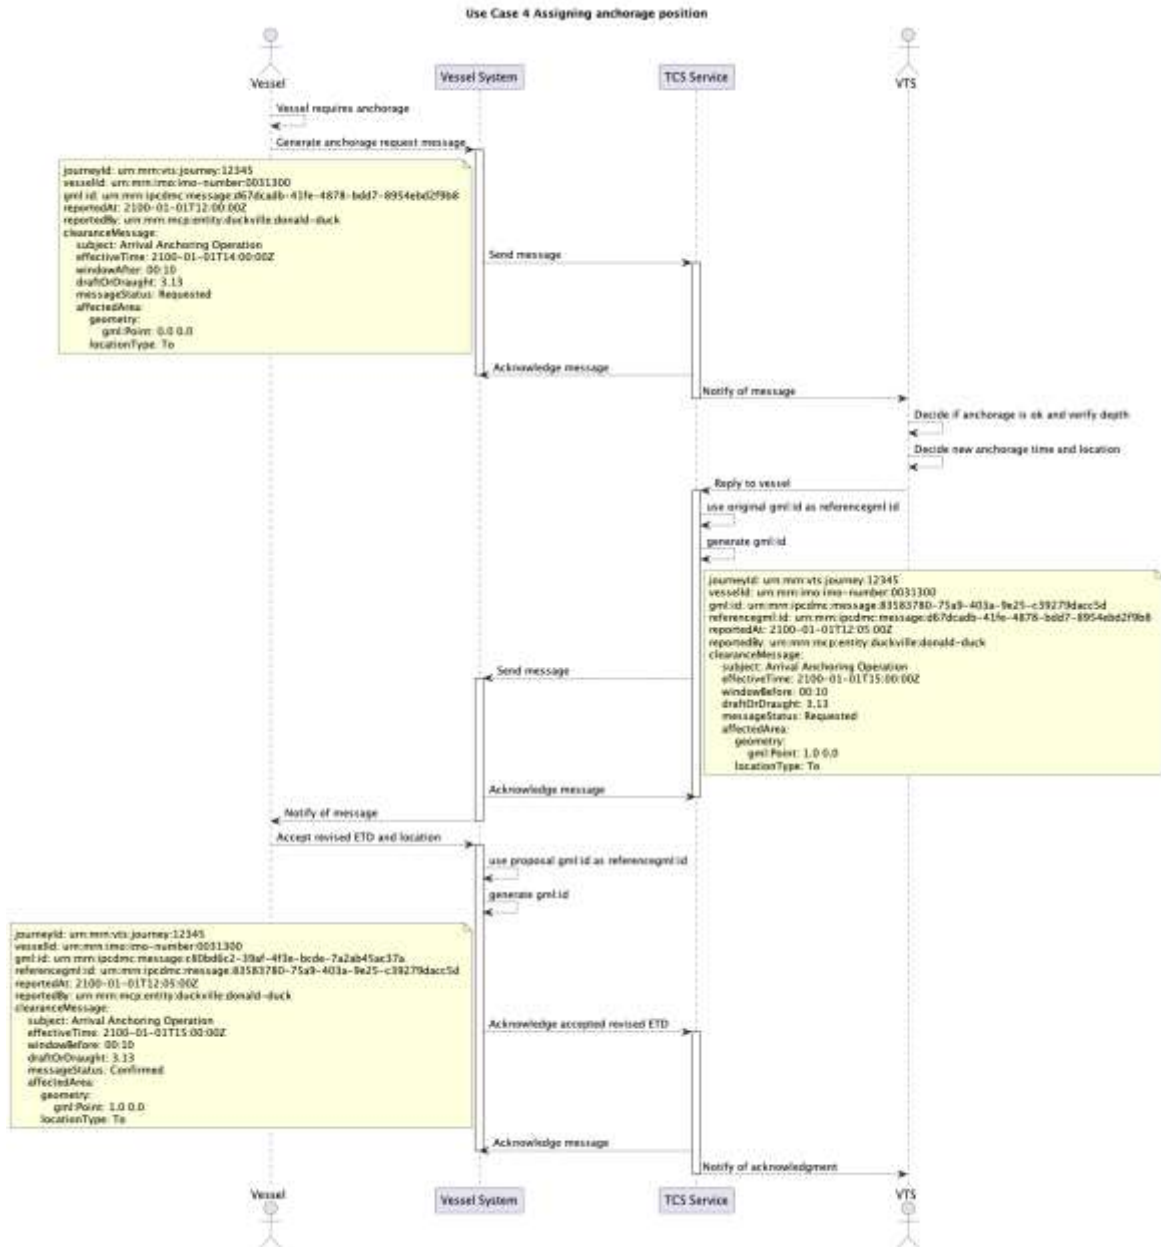 Use Case 4 Assigning anchorage position
Vessel
Vessel System
TCS Service
VTS
Vessel requires anchorage
Generate anchorage request message
journeyId: urn:mrn:vts:journey:12345
vesselId: urn:mrn:imo:imo-number:0031300
gml:id: urn:mrn:ipcdmc:message:d67dcadb-41fe-4878-bdd7-8954ebd2f9b8
reportedAt: 2100-01-01T12:00:00Z
reportedBy: urn:mrn:mcp:entity:duckville:donald-duck
clearanceMessage:
subject: Arrival Anchoring Operation
effectiveTime: 2100-01-01T14:00:00Z
windowAfter: 00:10
draftOrDraught: 3.13
messageStatus: Requested
affectedArea:
geometry:
gml:Point: 0.0 0.0
locationType: To
Send message
Acknowledge message
Notify of message
Decide if anchorage is ok and verify depth
Decide new anchorage time and location
Reply to vessel
use original gml:id as referencegml:id
generate gml:id
journeyId: urn:mrn:vts:journey:12345
vesselId: urn:mrn:imo:imo-number:0031300
gml:id: urn:mrn:ipcdmc:message:83583780-75a9-403a-9e25-c39279dacc5d
referencegml:id: urn:mrn:ipcdmc:message:d67dcadb-41fe-4878-bdd7-8954ebd2f9b8
reportedAt: 2100-01-01T12:05:00Z
reportedBy: urn:mrn:mcp:entity:duckville:donald-duck
clearanceMessage:
subject: Arrival Anchoring Operation
effectiveTime: 2100-01-01T15:00:00Z
windowBefore: 00:10
draftOrDraught: 3.13
messageStatus: Requested
affectedArea:
geometry:
gml:Point: 1.0 0.0
locationType: To
Send message
Acknowledge message
Notify of message
Accept revised ETD and location
use proposal gml:id as referencegml:id
generate gml:id
journeyId: urn:mrn:vts:journey:12345
vesselId: urn:mrn:imo:imo-number:0031300
gml:id: urn:mrn:ipcdmc:message:c80bd6c2-39af-4f3e-bcde-7a2ab45ac37a
referencegml:id: urn:mrn:ipcdmc:message:83583780-75a9-403a-9e25-c39279dacc5d
reportedAt: 2100-01-01T12:05:00Z
reportedBy: urn:mrn:mcp:entity:duckville:donald-duck
clearanceMessage:
subject: Arrival Anchoring Operation
effectiveTime: 2100-01-01T15:00:00Z
windowBefore: 00:10
draftOrDraught: 3.13
messageStatus: Confirmed
affectedArea:
geometry:
gml:Point: 1.0 0.0
locationType: To
Acknowledge accepted revised ETD
Acknowledge message
Notify of acknowledgment
Vessel
Vessel System
TCS Service
VTS